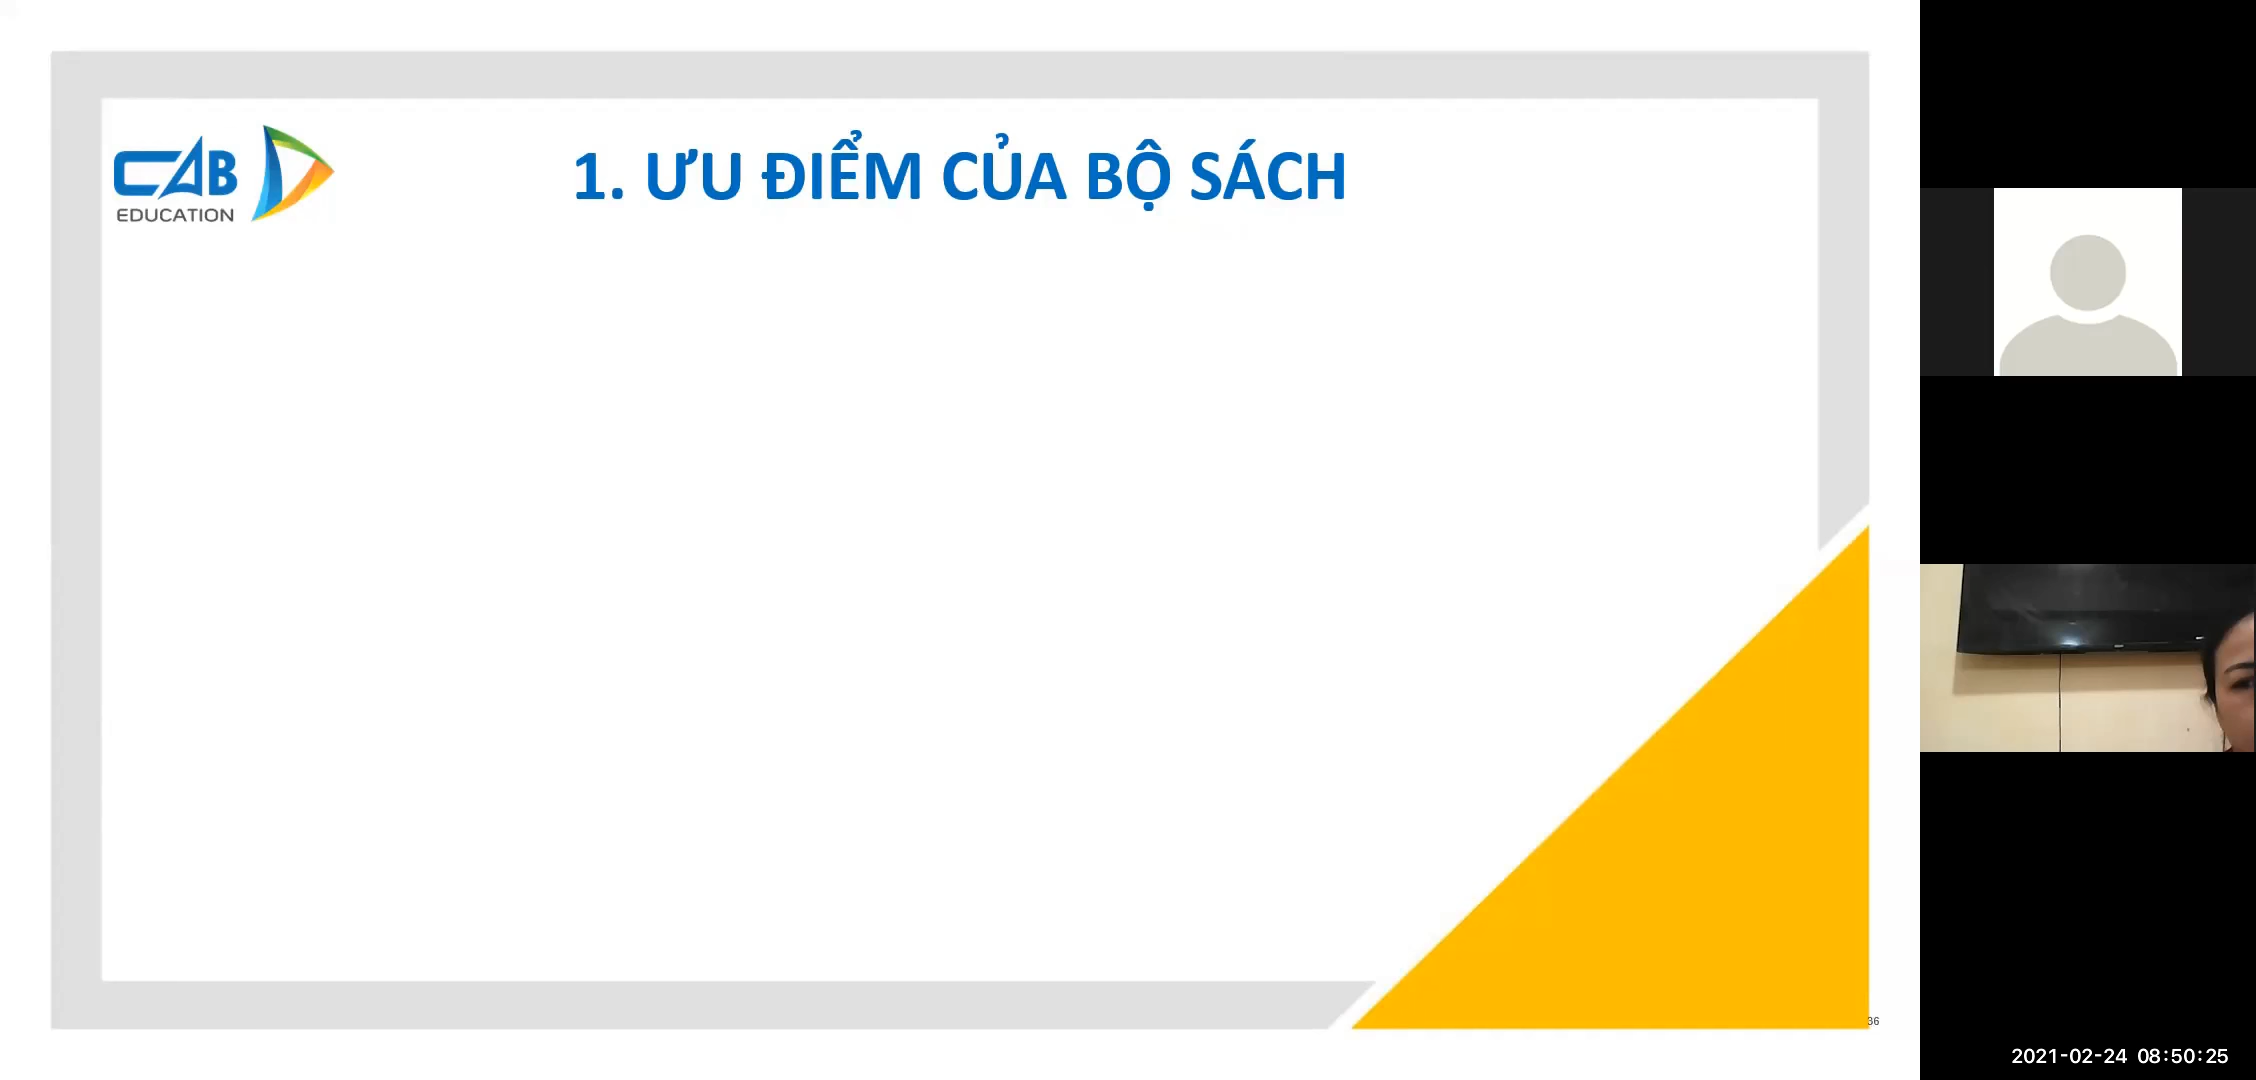 CAB
EDUCATION
1. ƯU ĐIỂM CỦA BỘ SÁCH
36
2021-02-24 08:50:25